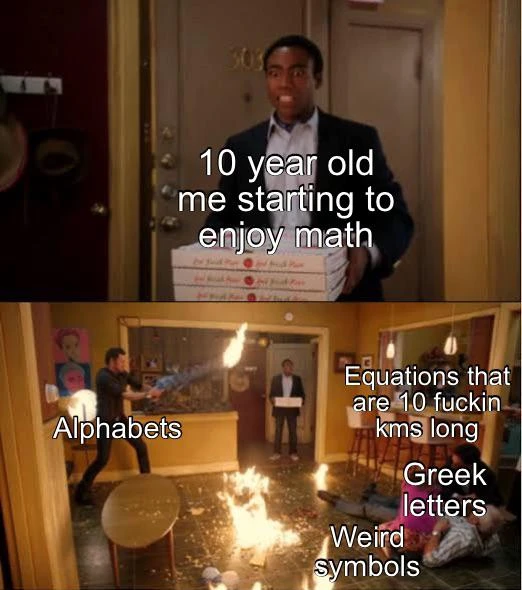 303
10 year old
me starting to
enjoy math
Equations that
are 10 fuckin
kms long
Alphabets
Greek
letters
Weird
symbols